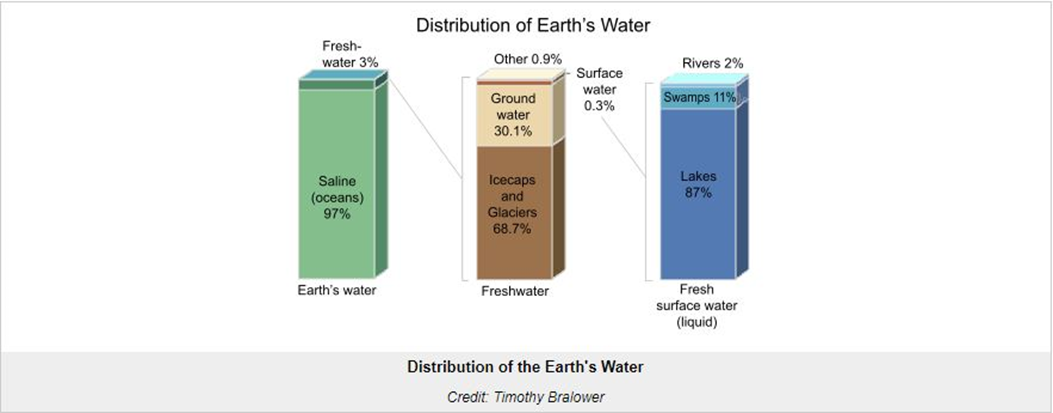 Distribution of Earth's Water
Fresh-
water 3%
Saline
(oceans)
97%
Earth's water
Other 0.9%
Surface
water
0.3%
Ground
water
30.1%
Icecaps
and
Glaciers
68.7%
Freshwater
Rivers 2%
Swamps 11%
Lakes
87%
Fresh
surface water
(liquid)
Distribution of the Earth's Water
Credit: Timothy Bralower